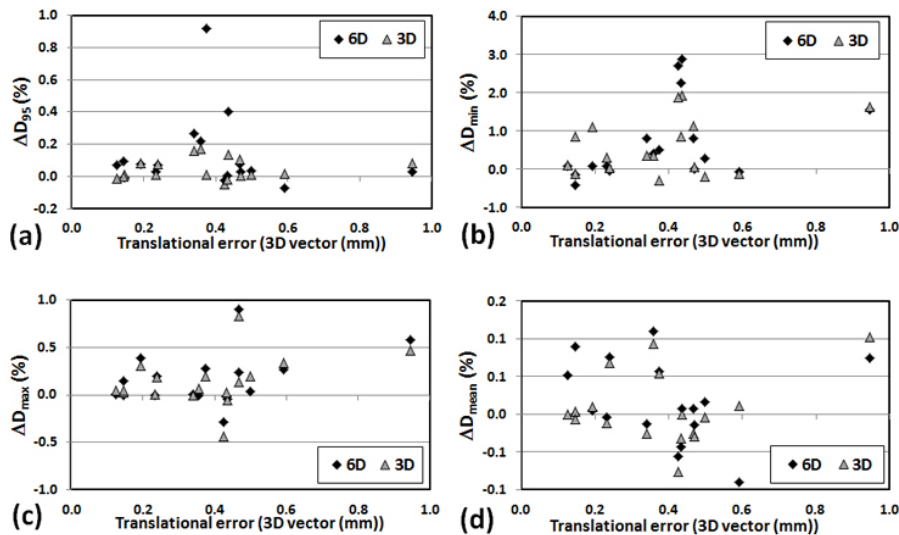 1.0
0.8
0.6
0.4
0.2
0.0
-0.2
ΔD95 (%)
6D 3D
0.0 0.2 0.4 0.6 0.8 1.0
(a) Translational error (3D vector (mm))
4.0
3.0
2.0
1.0
0.0
-1.0
ΔDmin (%)
6D 3D
0.0 0.2 0.4 0.6 0.8 1.0
(b) Translational error (3D vector (mm))
1.0
0.5
0.0
-0.5
-1.0
ΔDmax (%)
6D 3D
0.0 0.2 0.4 0.6 0.8 1.0
(c) Translational error (3D vector (mm))
0.2
0.1
0.1
0.0
-0.1
-0.1
ΔDmean (%)
6D 3D
0.0 0.2 0.4 0.6 0.8 1.0
(d) Translational error (3D vector (mm))